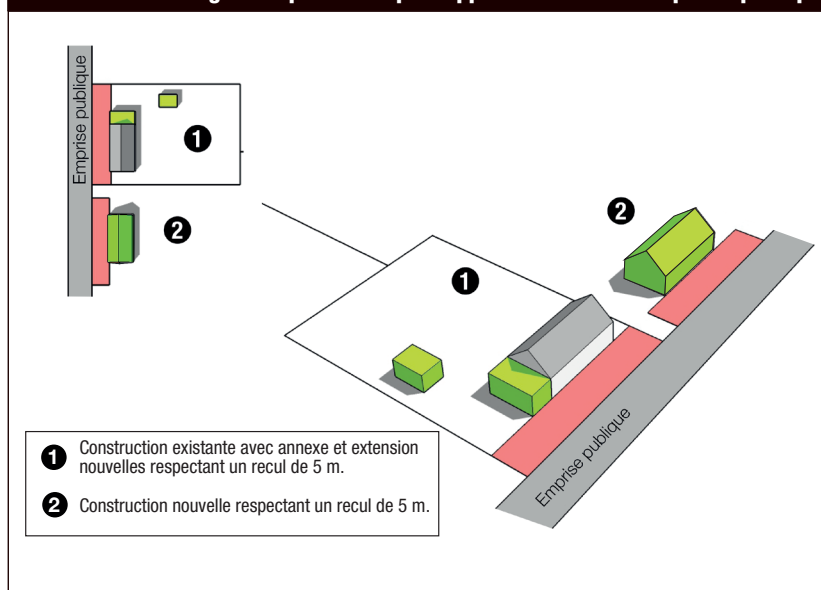 Emprise publique
1
2
2
1
Emprise publique
1 Construction existante avec annexe et extension
nouvelles respectant un recul de 5 m.
2 Construction nouvelle respectant un recul de 5 m.